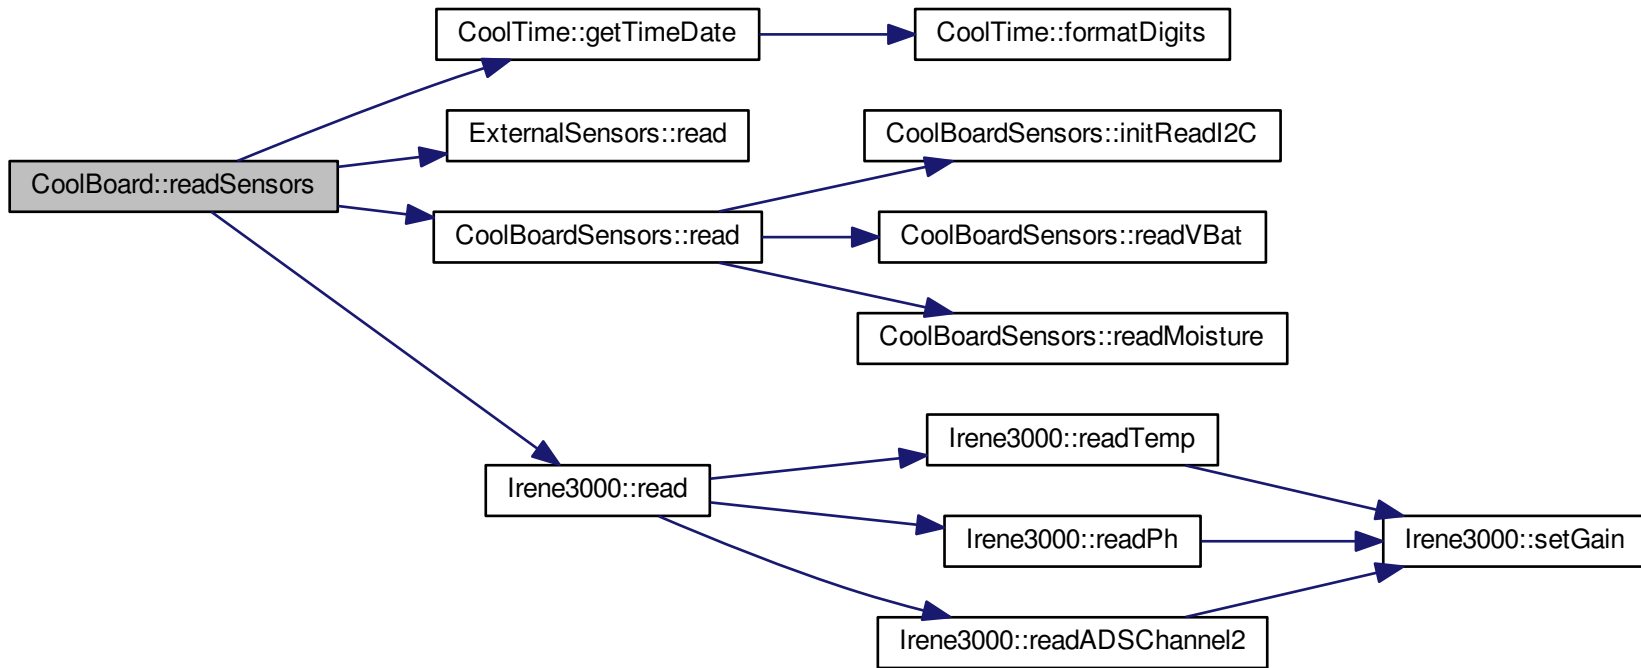 CoolTime::getTimeDate
CoolTime::formatDigits
ExternalSensors::read
CoolBoardSensors::initReadI2C
CoolBoard::readSensors
CoolBoardSensors::read
CoolBoardSensors::readVBat
CoolBoardSensors::readMoisture
Irene3000::readTemp
Irene3000::read
Irene3000::readPh
Irene3000::setGain
Irene3000::readADSChannel2